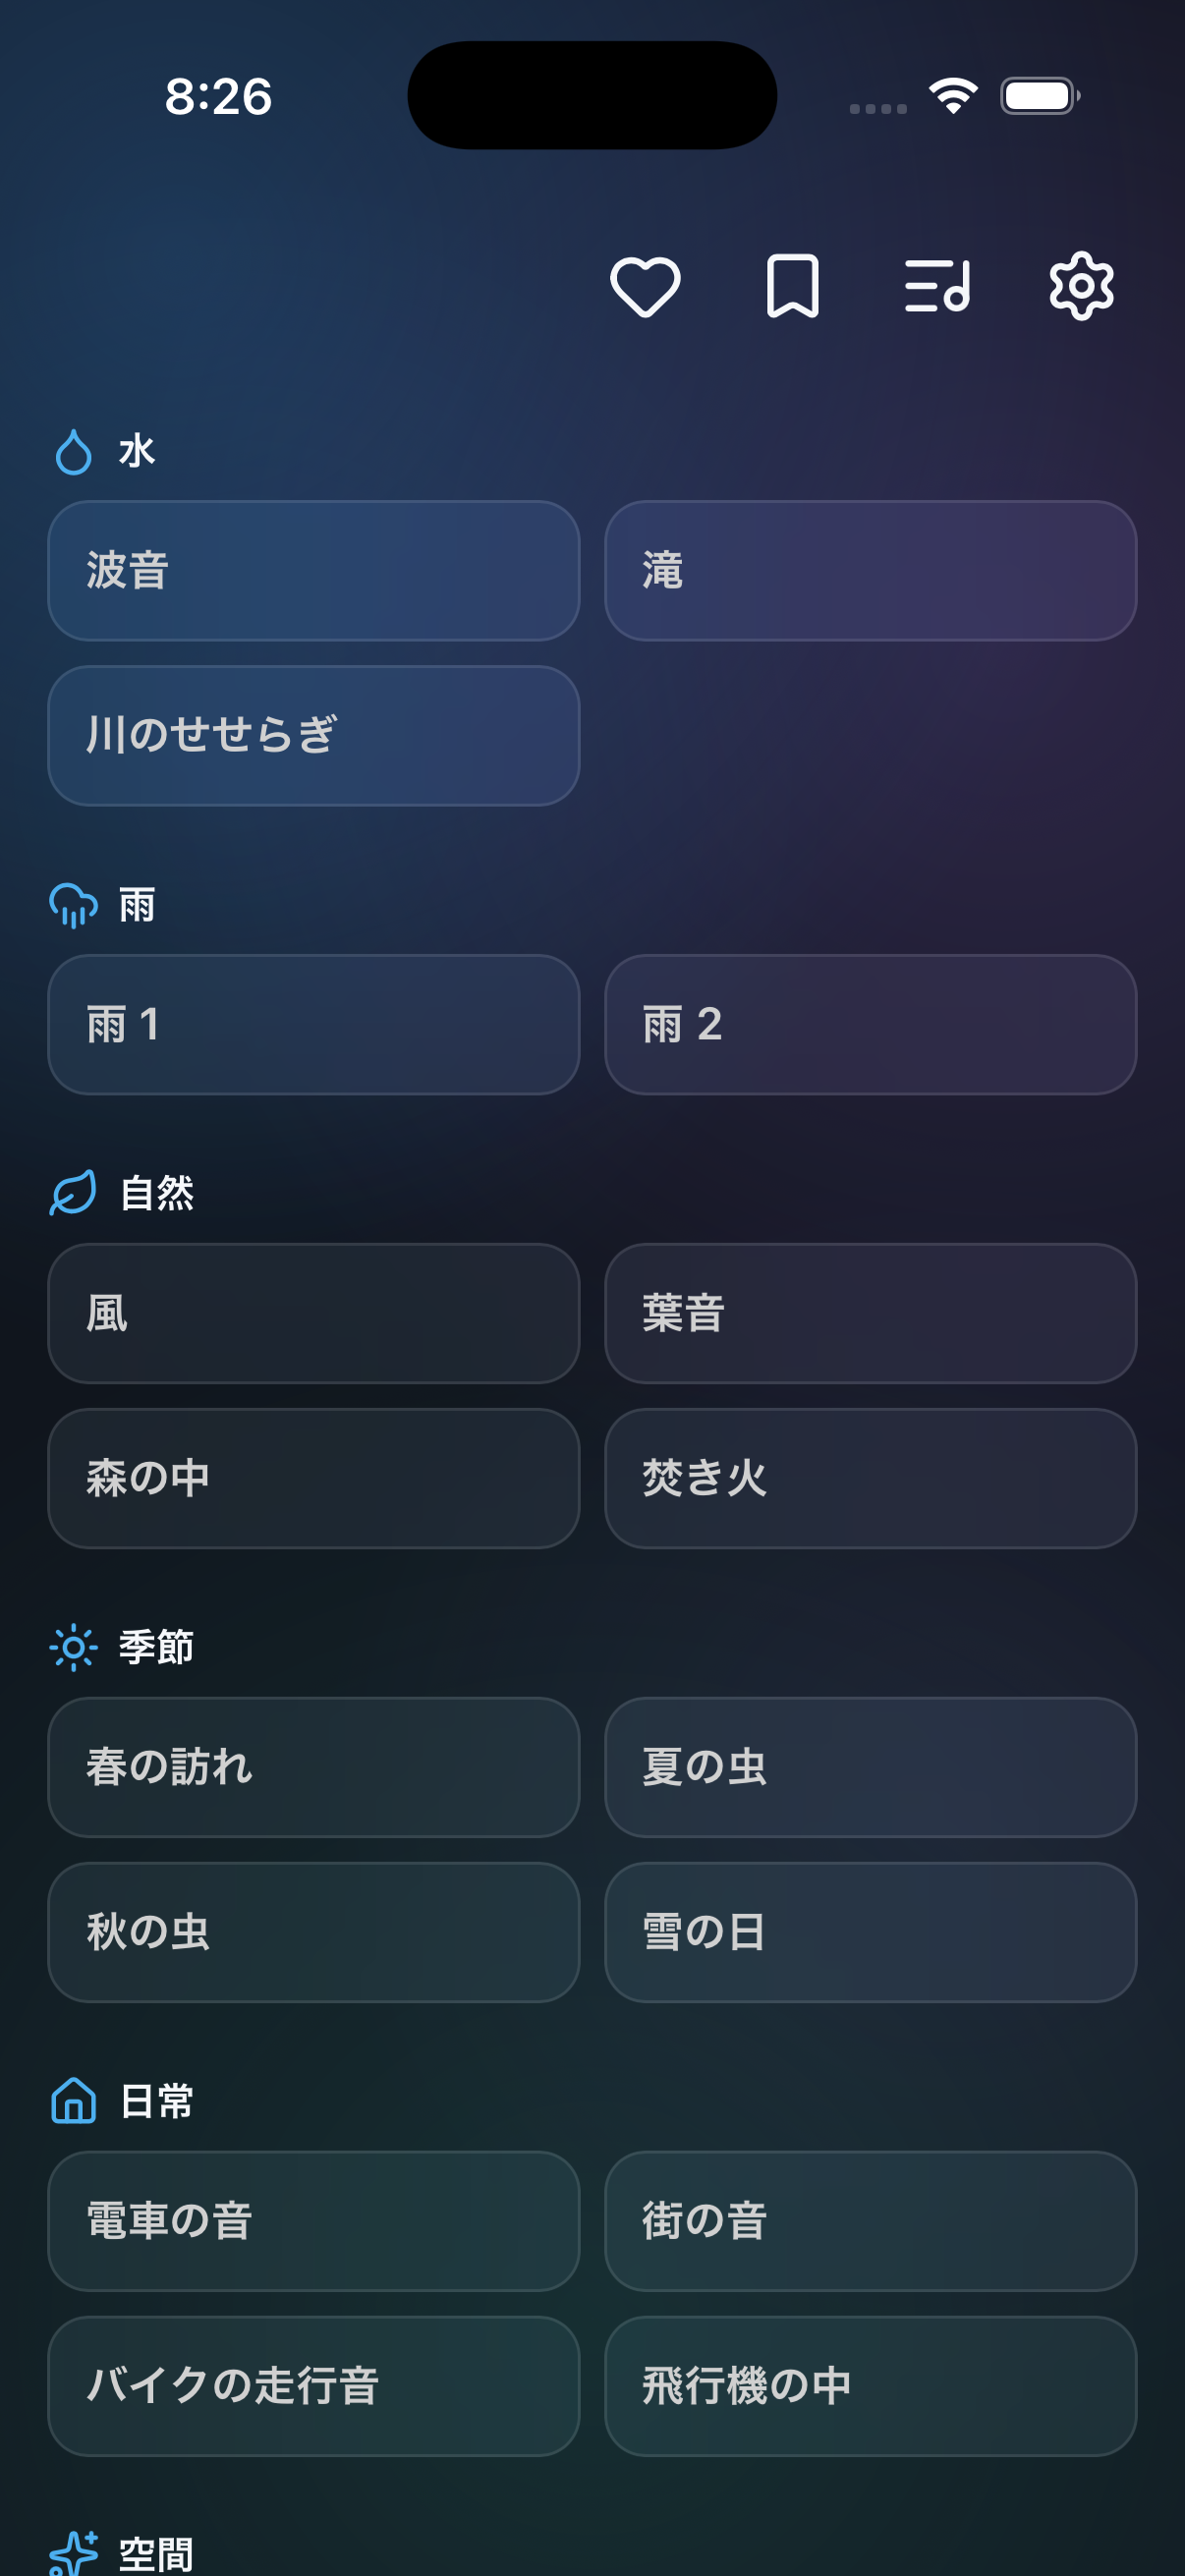 8:26
水
波音
滝
川のせせらぎ
雨
雨 1
雨 2
自然
風
葉音
森の中
焚き火
季節
春の訪れ
夏の虫
秋の虫
雪の日
日常
電車の音
街の音
バイクの走行音
飛行機の中
空間